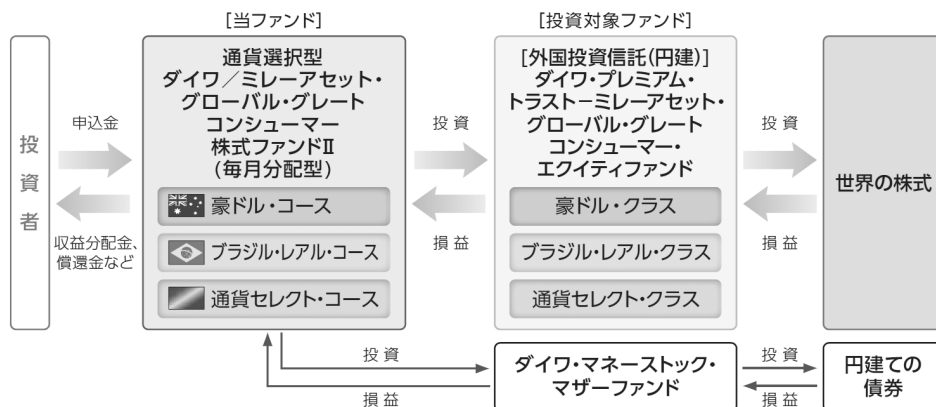 [当ファンド]
[投資対象ファンド]
投資者
申込金
収益分配金、
償還金など
通貨選択型
ダイワ／ミレーアセット・
グローバル・グレート
コンシューマー
株式ファンドⅡ
(毎月分配型)
豪ドル・コース
ブラジル・レアル・コース
通貨セレクト・コース
投資
損益
[外国投資信託(円建)]
ダイワ・プレミアム・
トラスト－ミレーアセット・
グローバル・グレート
コンシューマー・
エクイティファンド
豪ドル・クラス
ブラジル・レアル・クラス
通貨セレクト・クラス
投資
損益
世界の株式
投資
損益
ダイワ・マネーストック・
マザーファンド
投資
損益
円建ての
債券